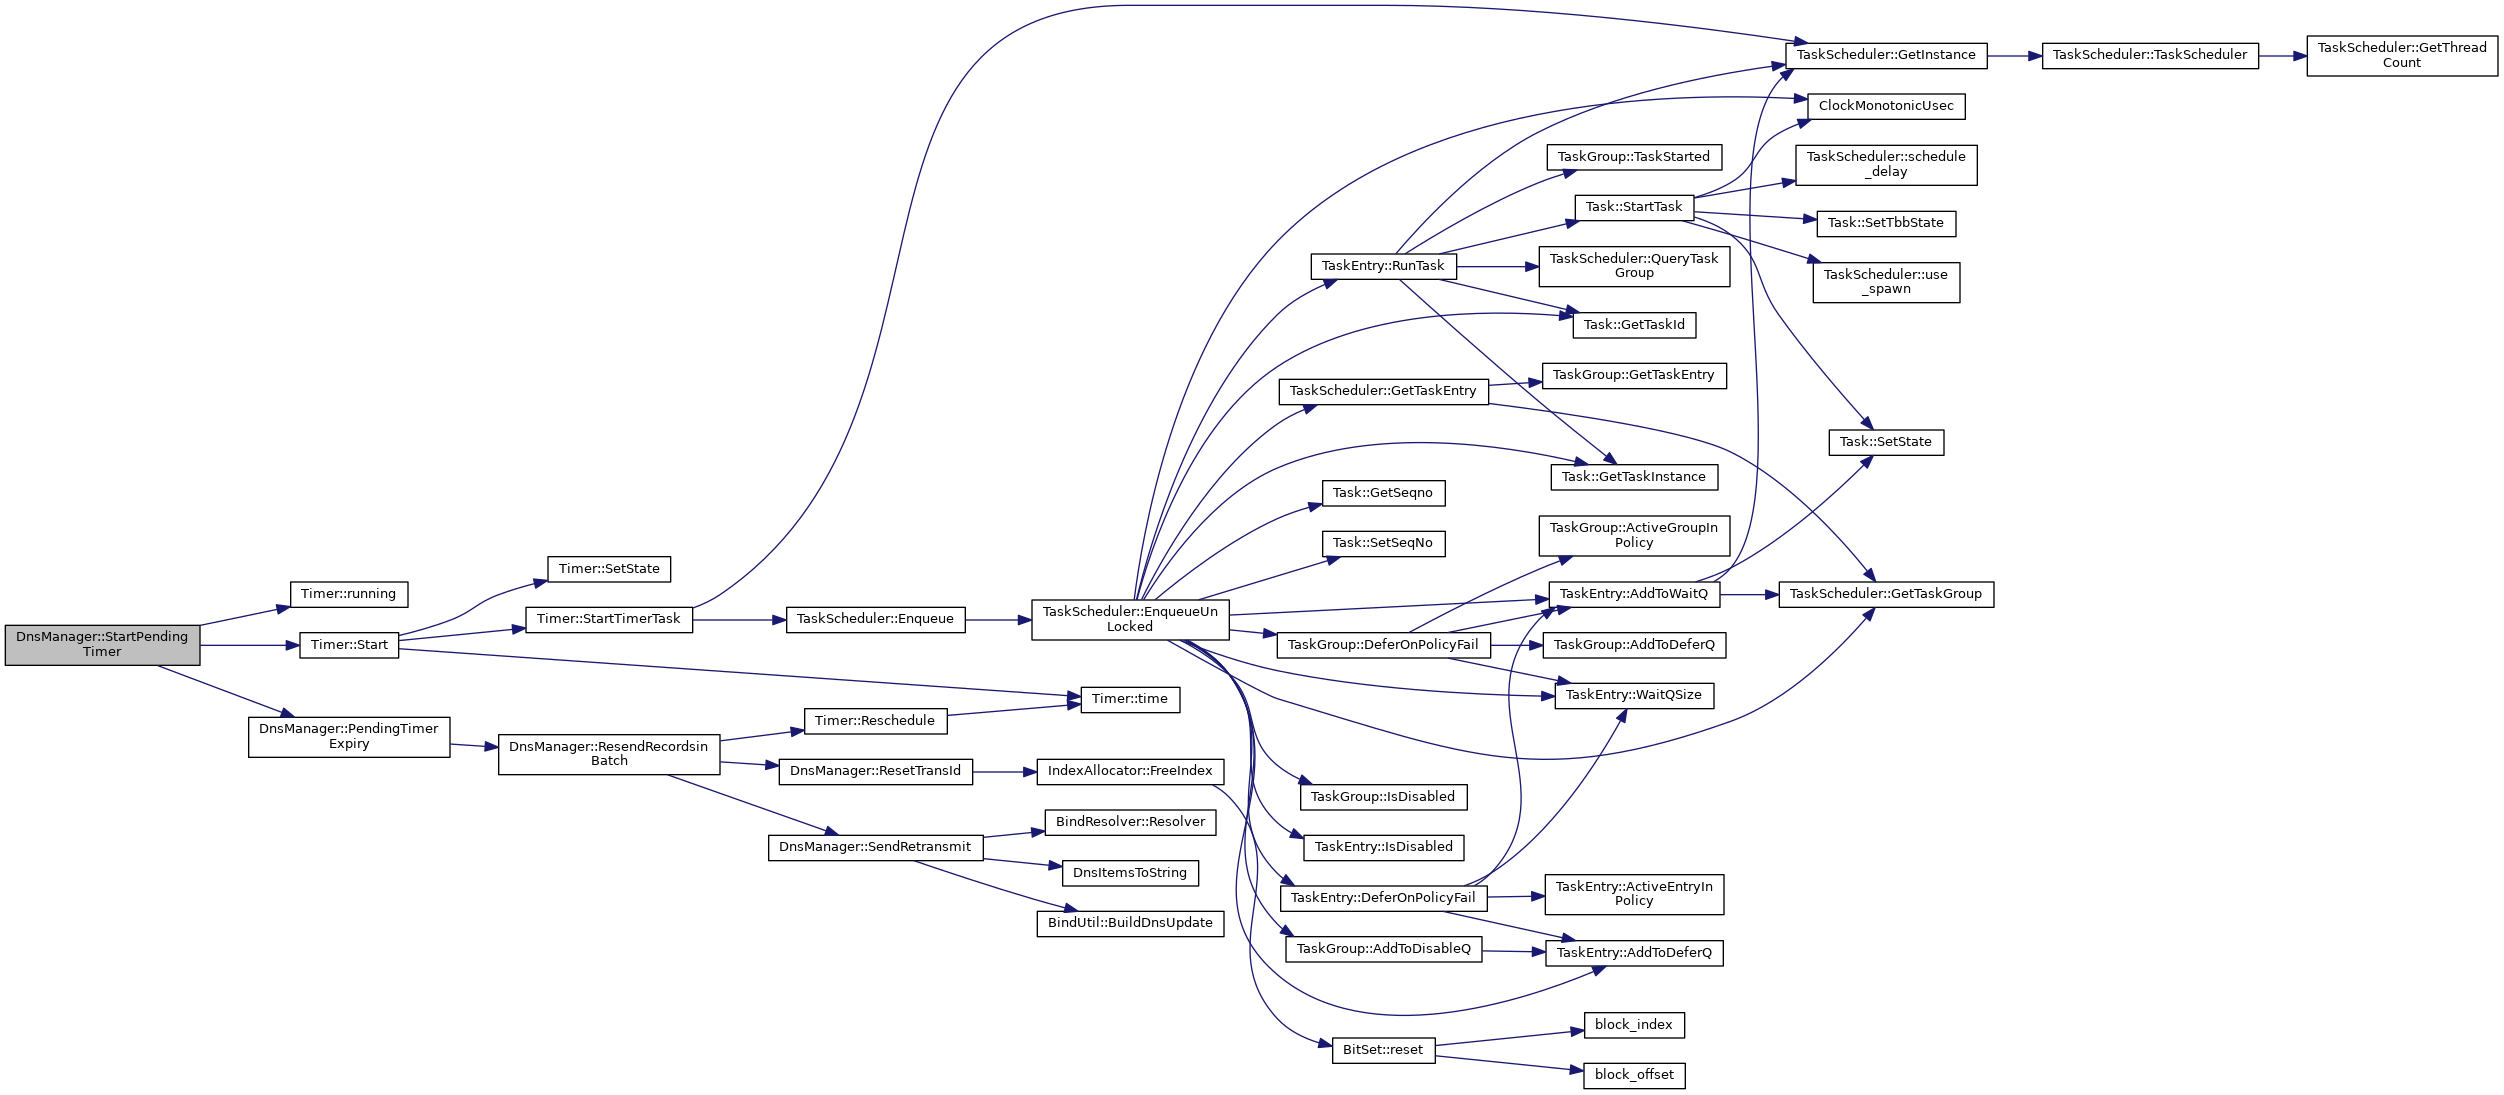 DnsManager::StartPending
Timer
Timer::running
Timer::Start
DnsManager::PendingTimer
Expiry
Timer::SetState
Timer::StartTimerTask
DnsManager::ResendRecordsin
Batch
TaskScheduler::Enqueue
Timer::Reschedule
DnsManager::ResetTransId
DnsManager::SendRetransmit
TaskScheduler::EnqueueUn
Locked
Timer::time
IndexAllocator::FreeIndex
BindResolver::Resolver
DnsItemsToString
BindUtil::BuildDnsUpdate
TaskEntry::RunTask
TaskScheduler::GetTaskEntry
Task::GetSeqno
Task::SetSeqNo
TaskGroup::DeferOnPolicyFail
TaskGroup::IsDisabled
TaskEntry::IsDisabled
TaskEntry::DeferOnPolicyFail
TaskGroup::AddToDisableQ
BitSet::reset
TaskGroup::TaskStarted
Task::StartTask
TaskScheduler::QueryTask
Group
Task::GetTaskId
TaskGroup::GetTaskEntry
Task::GetTaskInstance
TaskGroup::ActiveGroupIn
Policy
TaskEntry::AddToWaitQ
TaskGroup::AddToDeferQ
TaskEntry::WaitQSize
TaskEntry::ActiveEntryIn
Policy
TaskEntry::AddToDeferQ
block_index
block_offset
TaskScheduler::GetInstance
ClockMonotonicUsec
TaskScheduler::schedule
_delay
Task::SetTbbState
TaskScheduler::use
_spawn
Task::SetState
TaskScheduler::GetTaskGroup
TaskScheduler::TaskScheduler
TaskScheduler::GetThread
Count